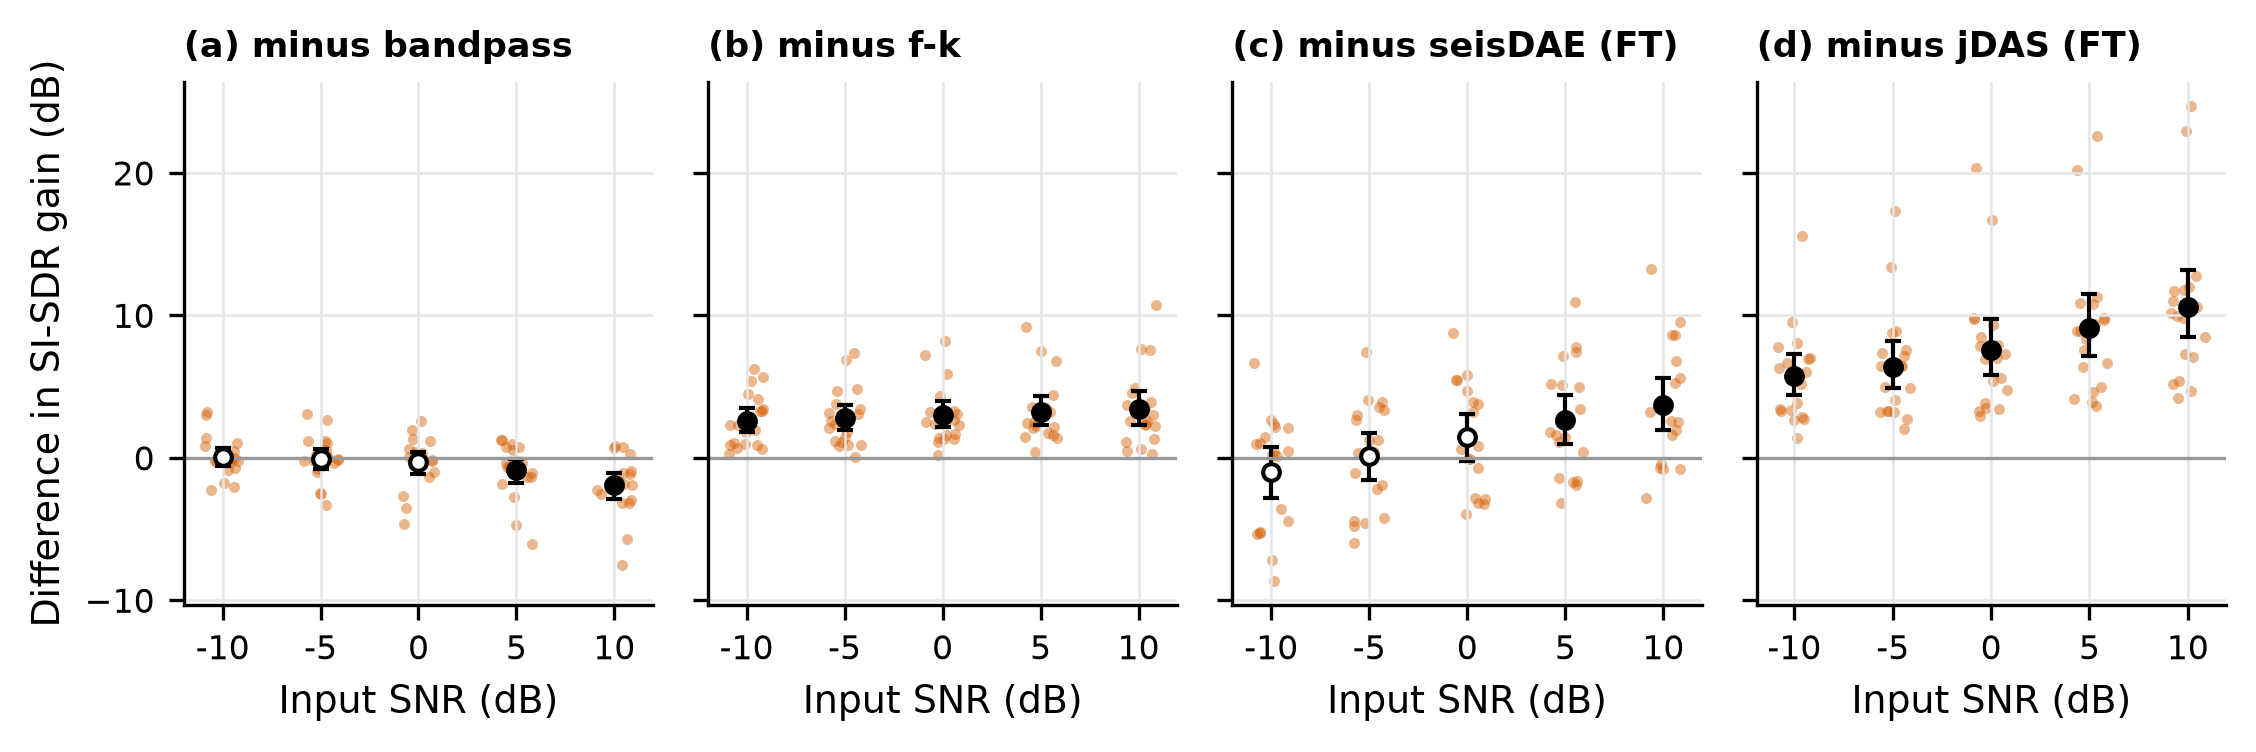 (a) minus bandpass
(b) minus f-k
(c) minus seisDAE (FT)
(d) minus jDAS (FT)
Difference in SI-SDR gain (dB)
20
10
0
−10
-10 -5 0 5 10
-10 -5 0 5 10
-10 -5 0 5 10
-10 -5 0 5 10
Input SNR (dB)
Input SNR (dB)
Input SNR (dB)
Input SNR (dB)